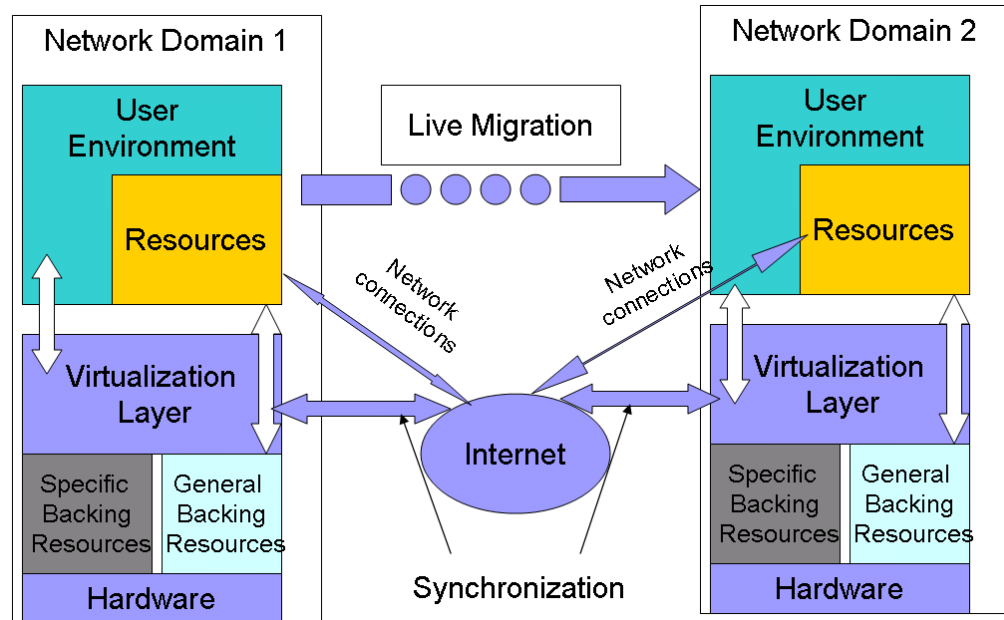 Network Domain 1
User
Environment
Resources
Virtualization
Layer
Specific
Backing
Resources
General
Backing
Resources
Hardware
Live Migration
Network
connections
Network
connections
Internet
Synchronization
Network Domain 2
User
Environment
Resources
Virtualization
Layer
Specific
Backing
Resources
General
Backing
Resources
Hardware